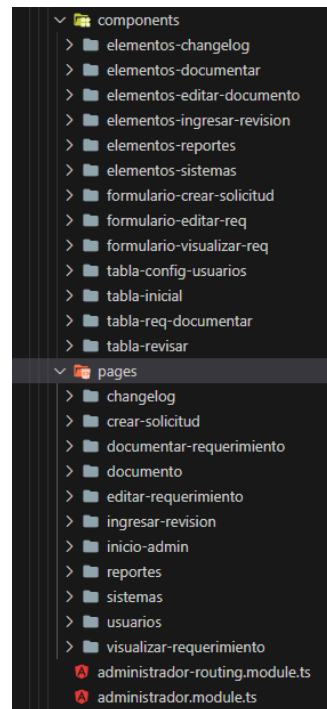 components
elementos-changelog
elementos-documentar
elementos-editar-documento
elementos-ingresar-revision
elementos-reportes
elementos-sistemas
formulario-crear-solicitud
formulario-editar-req
formulario-visualizar-req
tabla-config-usuarios
tabla-inicial
tabla-req-documentar
tabla-revisar
pages
changelog
crear-solicitud
documentar-requerimiento
documento
editar-requerimiento
ingresar-revision
inicio-admin
reportes
sistemas
usuarios
visualizar-requerimiento
administrador-routing.module.ts
administrador.module.ts